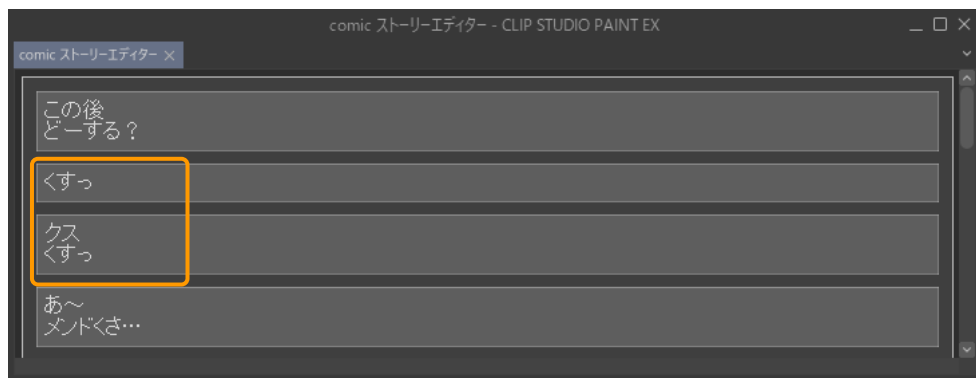 comic ストーリーエディター - CLIP STUDIO PAINT EX
comic ストーリーエディター
この後
どーする？
くすっ
クス
くすっ
あ～
メンドくさ…